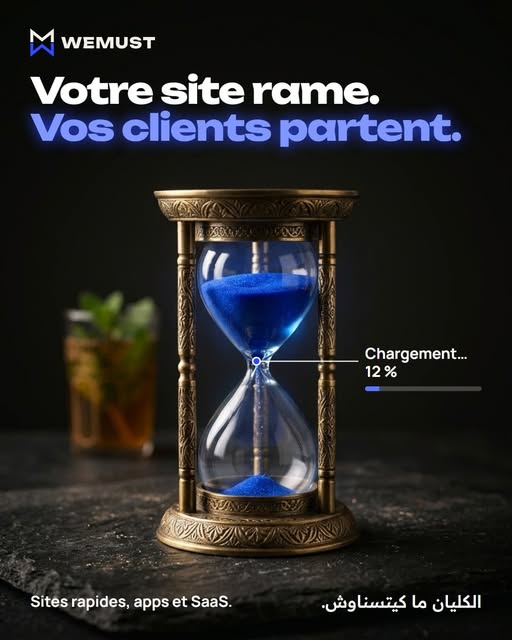 WEMUST
Votre site rame.
Vos clients partent.
Chargement...
12 %
Sites rapides, apps et SaaS.
الكليان ما كيتسناوش.